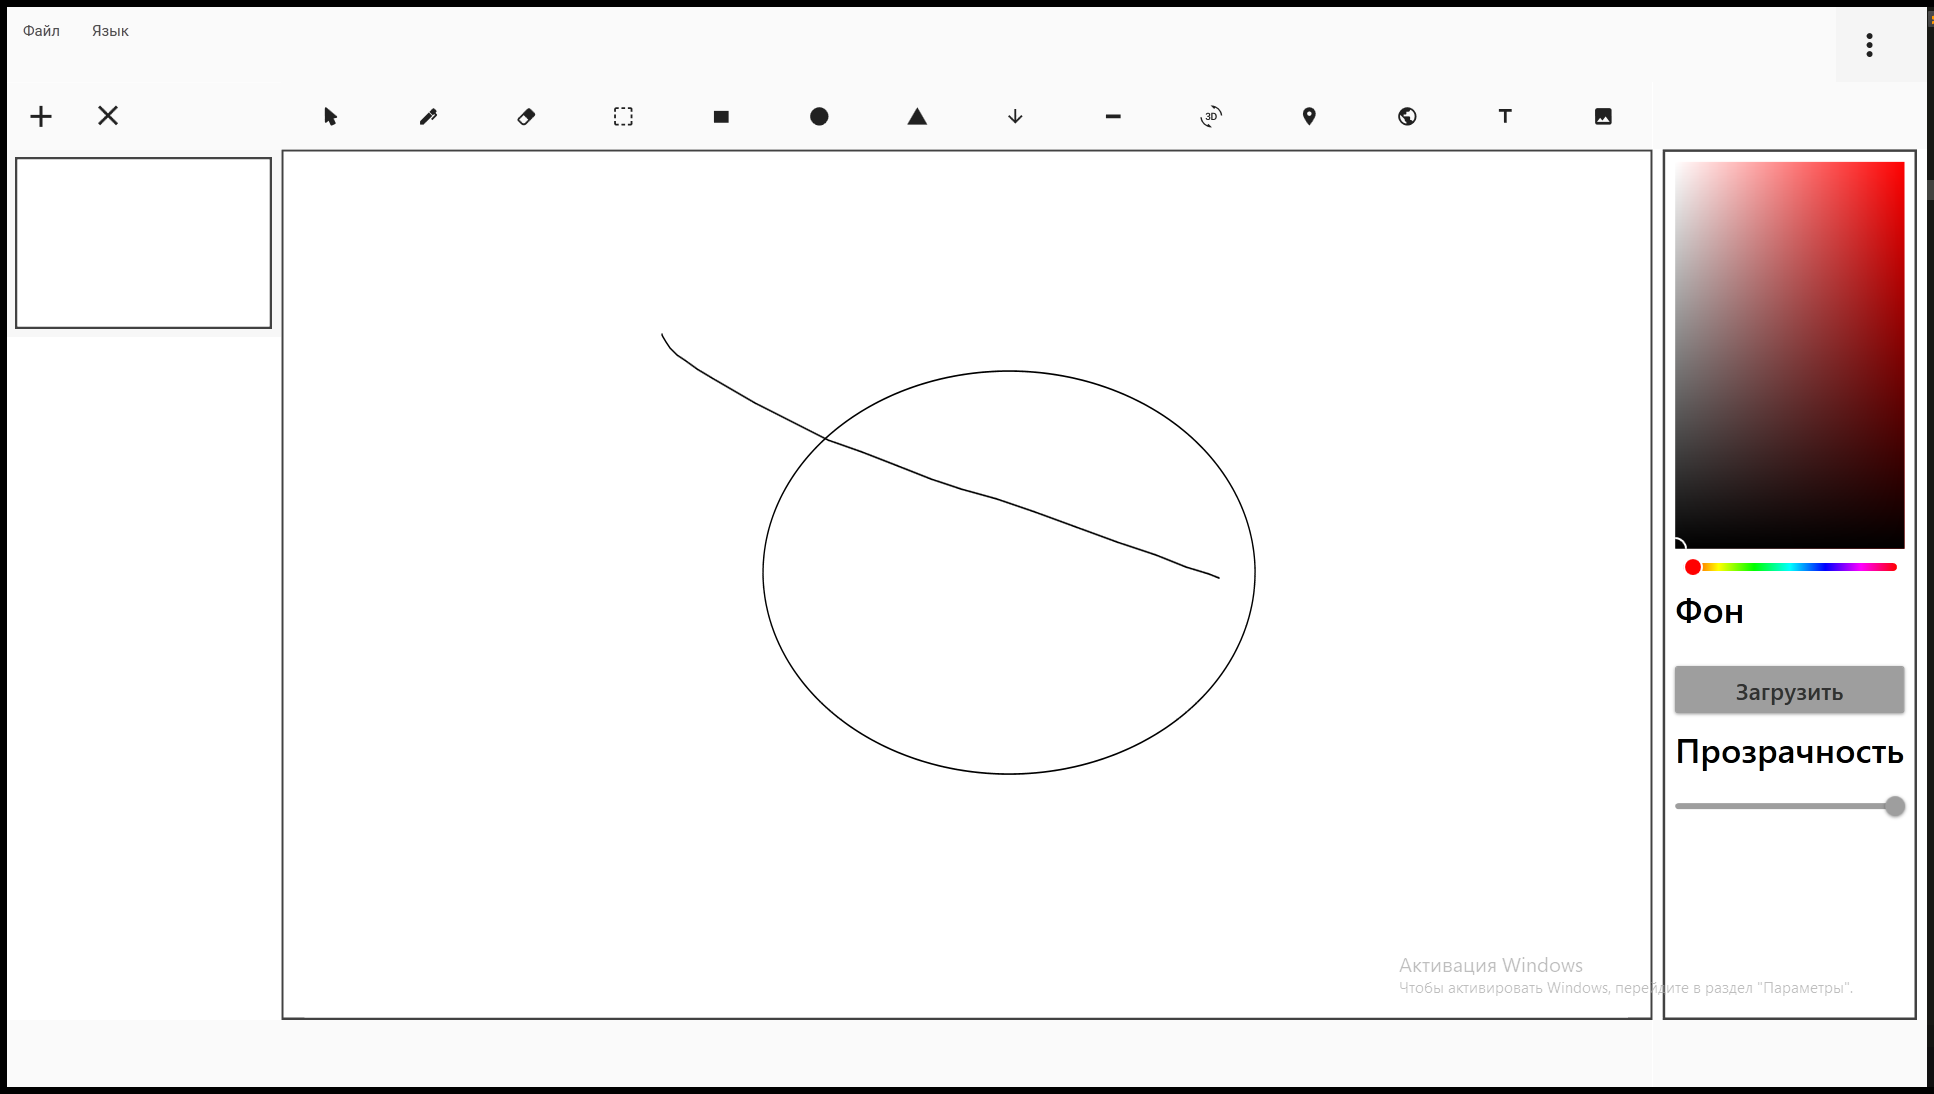 Файл
Язык
3D
T
Фон
Загрузить
Прозрачность
Активация Windows
Чтобы активировать Windows, перейдите в раздел "Параметры".